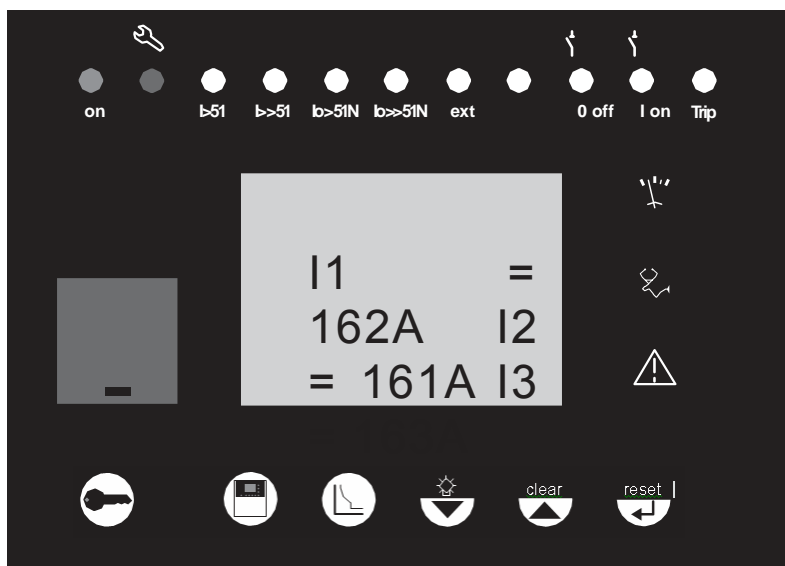 on I>51 I>>51 Io>51N Io>>51N ext 0 off I on Trip
I1 =
162A I2
= 161A I3
= 163A
clear reset